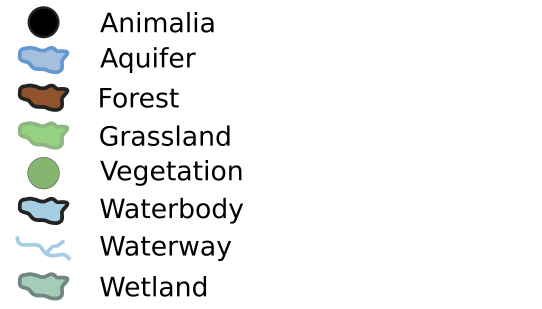 Animalia
Aquifer
Forest
Grassland
Vegetation
Waterbody
Waterway
Wetland